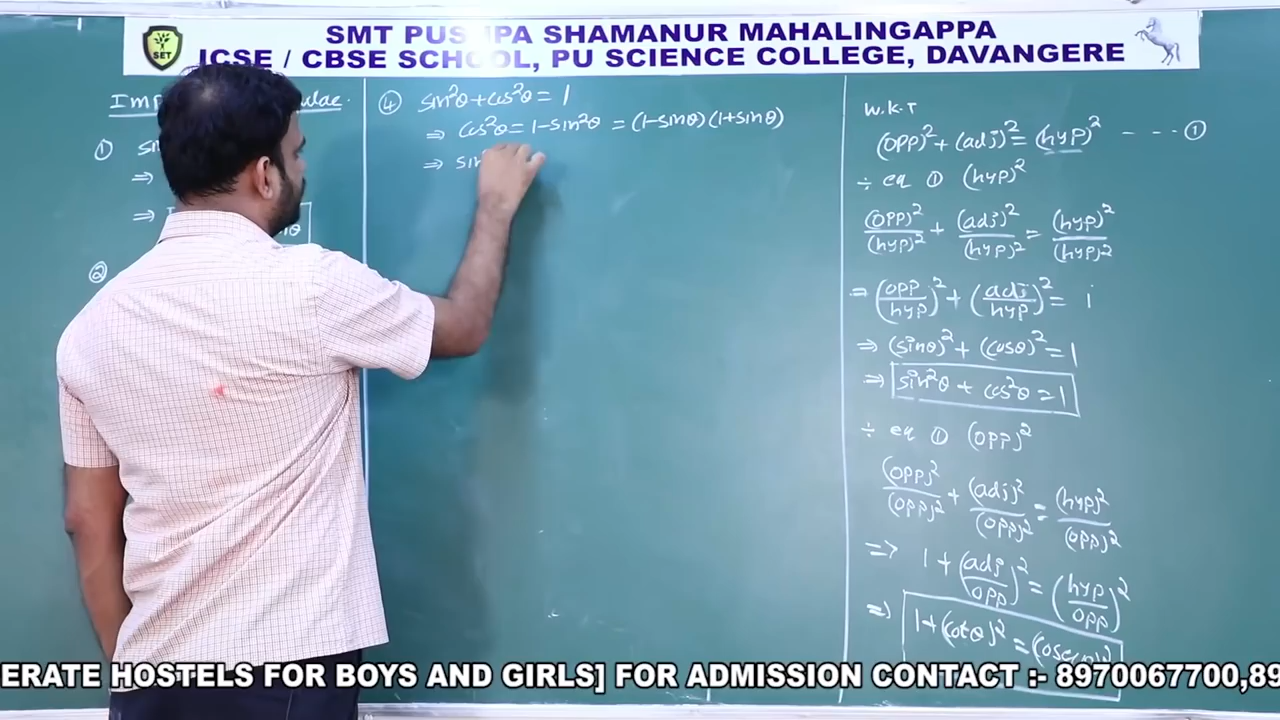 SMT PUSHPA SHAMANUR MAHALINGAPPA
ICSE / CBSE SCHOOL, PU SCIENCE COLLEGE, DAVANGERE
SET
Imp ulae.
① sin
⇒
⇒
②
④ sin²θ + cos²θ = 1
⇒ cos²θ = 1 - sin²θ = (1-sinθ)(1+sinθ)
⇒ sin
W.K.T
(opp)² + (adj)² = (hyp)² - - - ①
÷ eq ① (hyp)²
(opp)²/(hyp)² + (adj)²/(hyp)² = (hyp)²/(hyp)²
= (opp/hyp)² + (adj/hyp)² = 1
⇒ (sinθ)² + (cosθ)² = 1
⇒ sin²θ + cos²θ = 1
÷ eq ① (opp)²
(opp)²/(opp)² + (adj)²/(opp)² = (hyp)²/(opp)²
⇒ 1 + (adj/opp)² = (hyp/opp)²
⇒ 1 + (cotθ)² =
ERATE HOSTELS FOR BOYS AND GIRLS] FOR ADMISSION CONTACT :- 8970067700,89